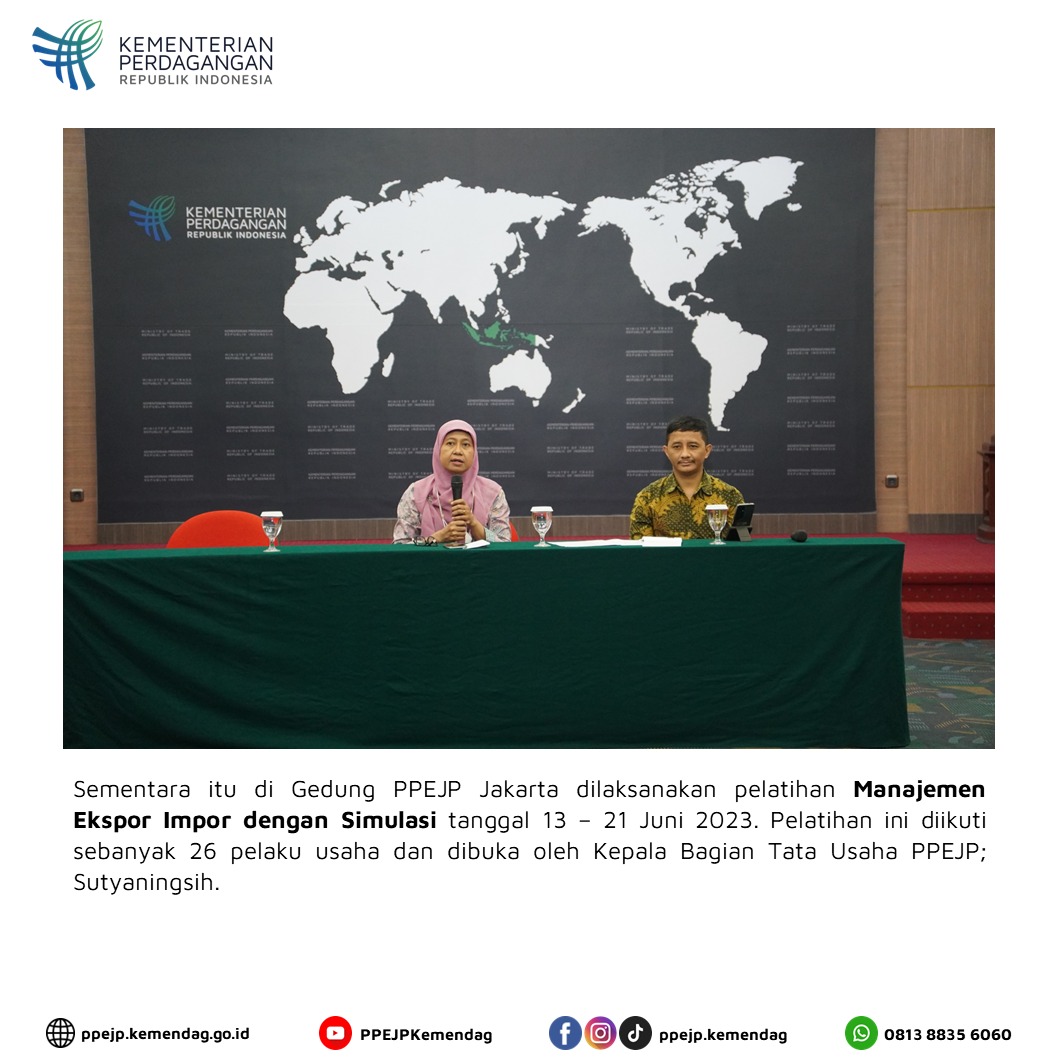 KEMENTERIAN
PERDAGANGAN
REPUBLIK INDONESIA
KEMENTERIAN
PERDAGANGAN
REPUBLIK INDONESIA
Sementara itu di Gedung PPEJP Jakarta dilaksanakan pelatihan Manajemen
Ekspor Impor dengan Simulasi tanggal 13 – 21 Juni 2023. Pelatihan ini diikuti
sebanyak 26 pelaku usaha dan dibuka oleh Kepala Bagian Tata Usaha PPEJP;
Sutyaningsih.
ppejp.kemendag.go.id
PPEJPKemendag
ppejp.kemendag
0813 8835 6060